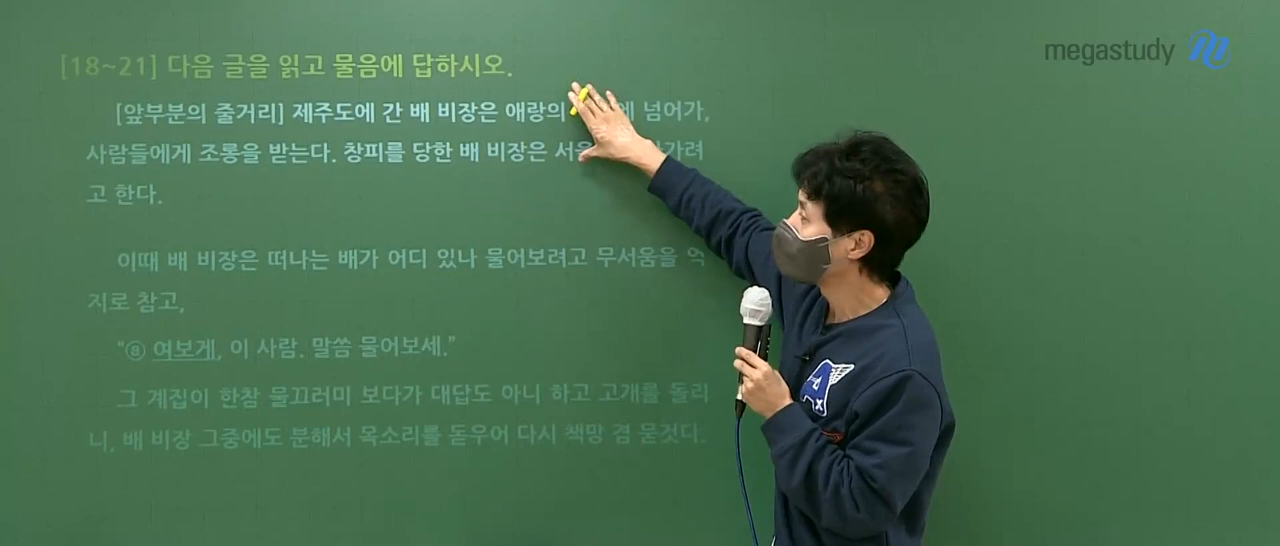 megastudy
[18~21] 다음 글을 읽고 물음에 답하시오.
[앞부분의 줄거리] 제주도에 간 배 비장은 애랑의 에 넘어가,
사람들에게 조롱을 받는다. 창피를 당한 배 비장은
고 한다.
이때 배 비장은 떠나는 배가 어디 있나 물어보려고 무서움을 억
지로 참고,
“ⓐ 여보게, 이 사람. 말씀 물어보세.”
그 계집이 한참 물끄러미 보다가 대답도 아니 하고 고개를 돌리
니, 배 비장 그중에도 분해서 목소리를 돋우어 다시 책망 겸 묻것다.